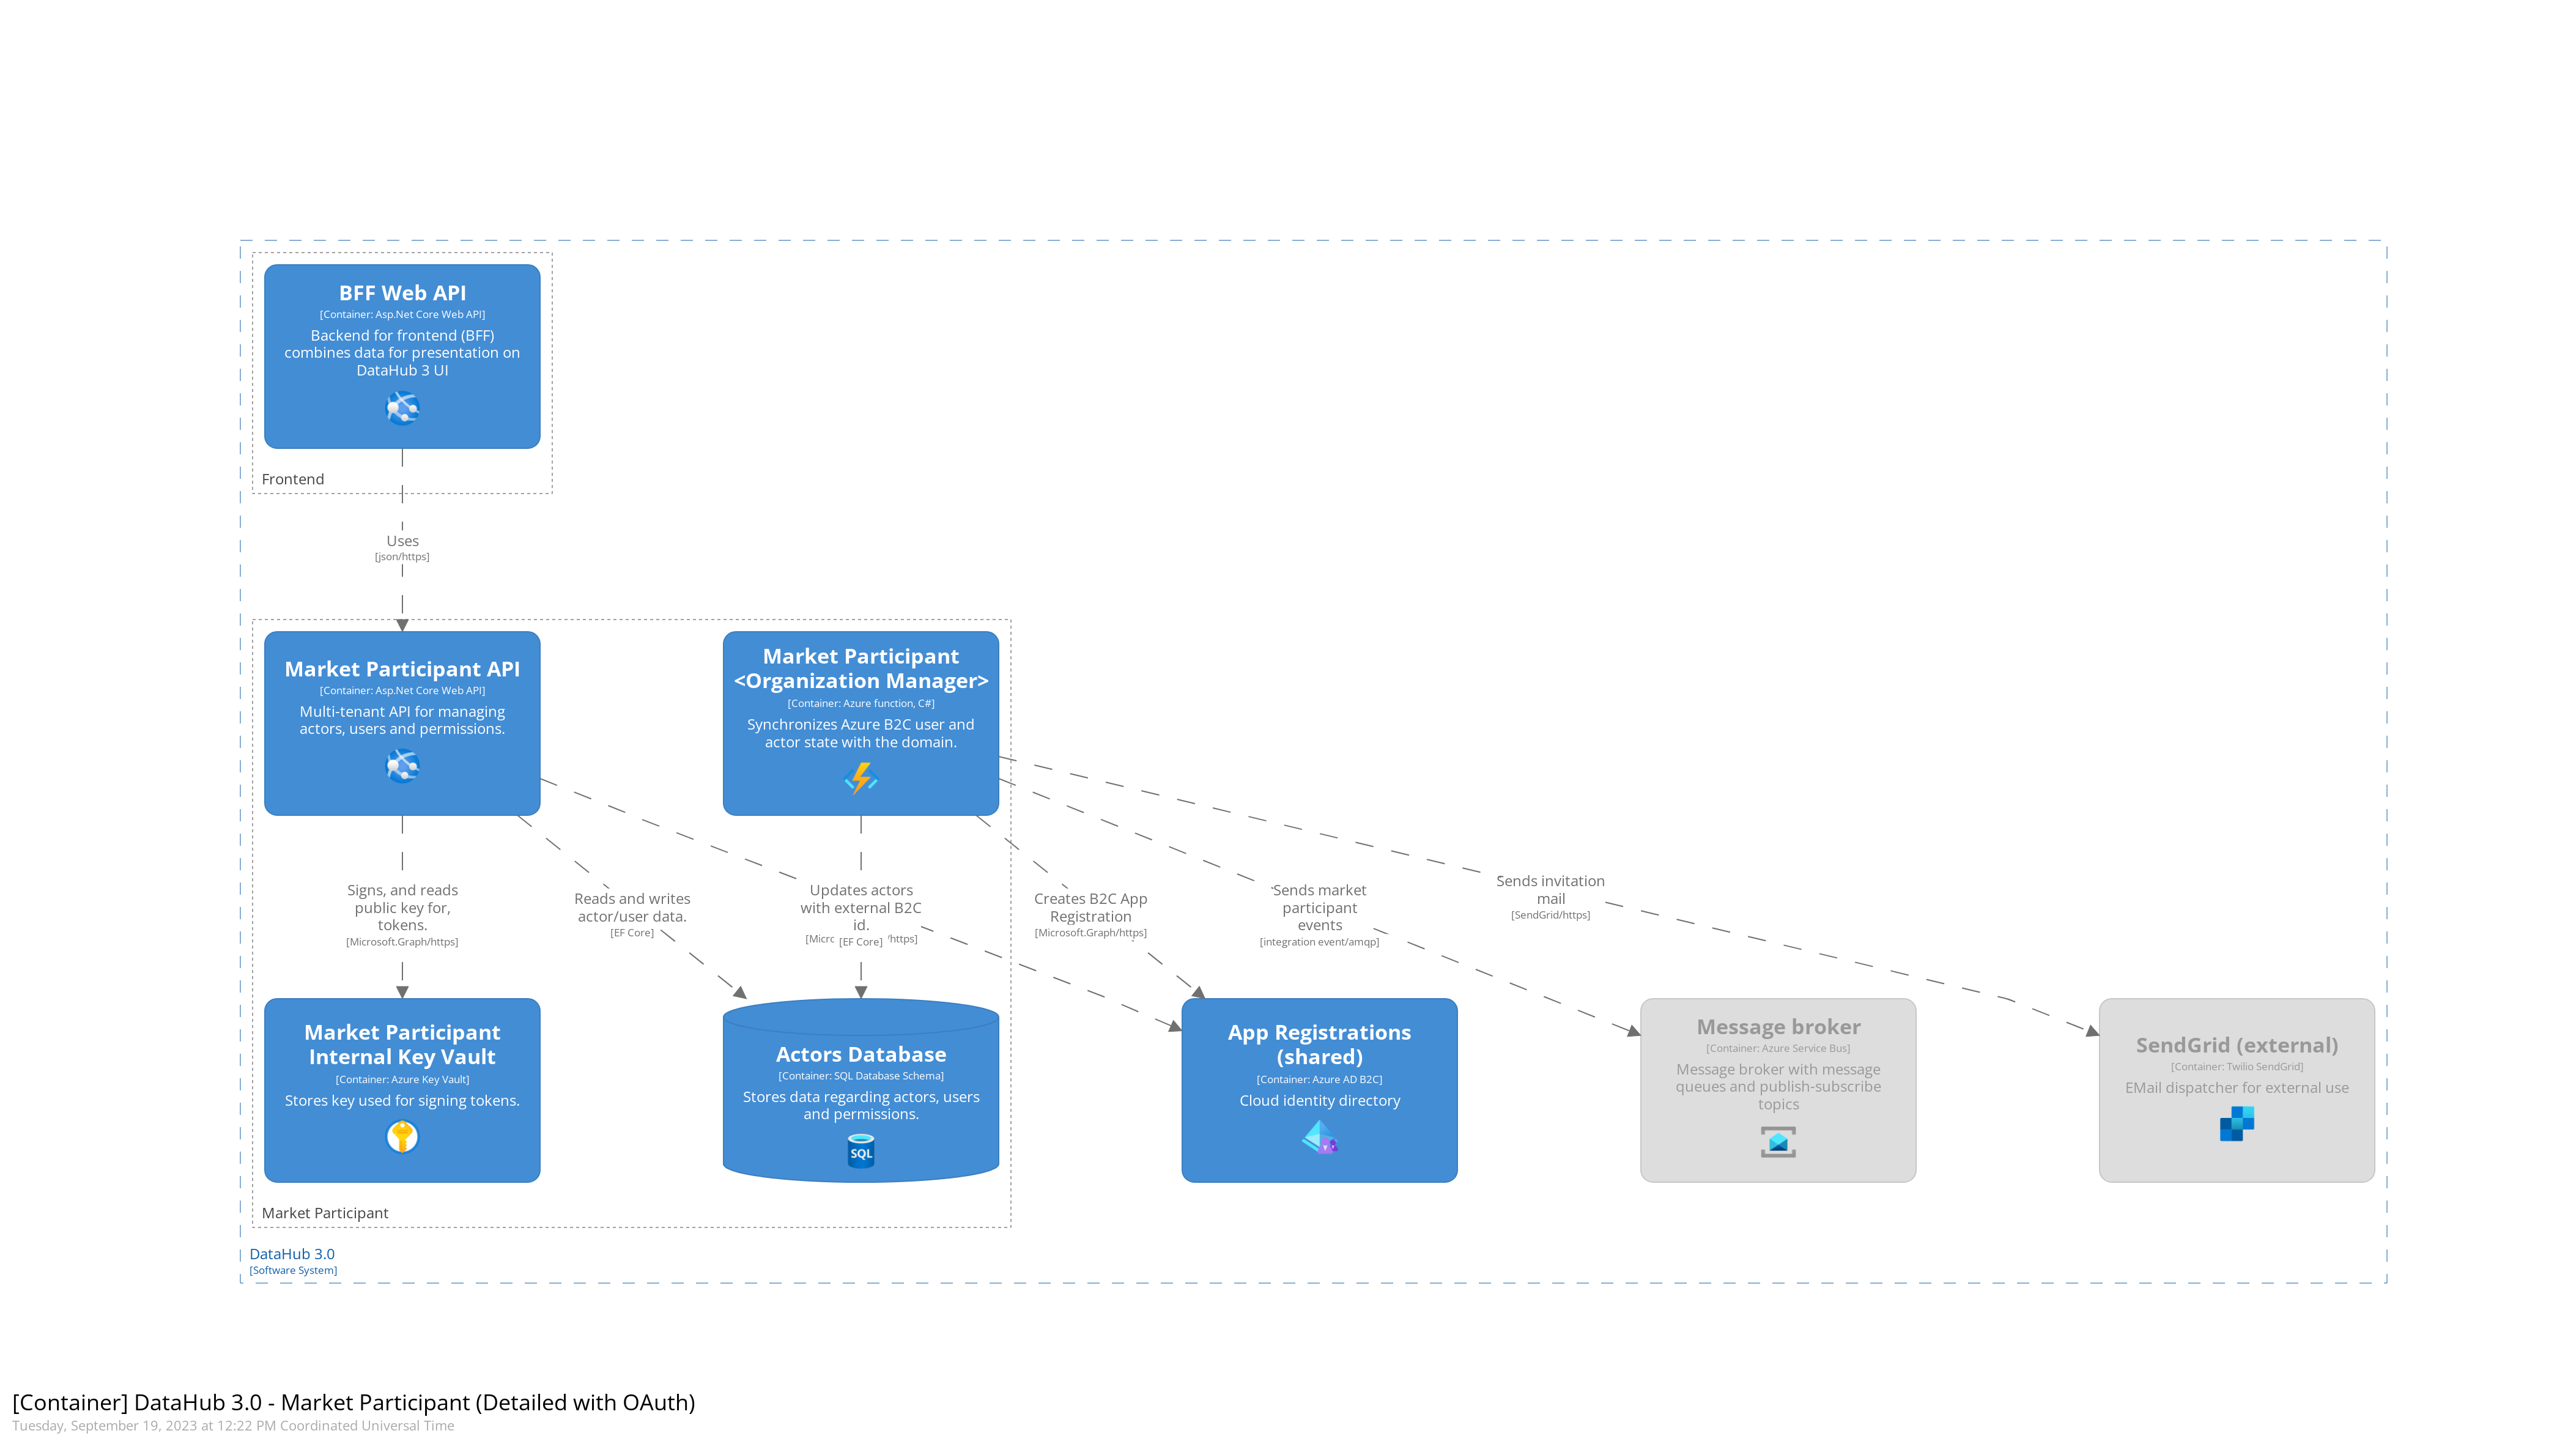 BFF Web API
[Container: Asp.Net Core Web API]
Backend for frontend (BFF)
combines data for presentation on
DataHub 3 UI
Frontend
Uses
[json/https]
Market Participant API
[Container: Asp.Net Core Web API]
Multi-tenant API for managing
actors, users and permissions.
Market Participant
<Organization Manager>
[Container: Azure function, C#]
Synchronizes Azure B2C user and
actor state with the domain.
Signs, and reads
public key for,
tokens.
[Microsoft.Graph/https]
Reads and writes
actor/user data.
[EF Core]
Updates actors
with external B2C
id.
[EF Core]
/https]
Creates B2C App
Registration
[Microsoft.Graph/https]
Sends market
participant
events
[integration event/amqp]
Sends invitation
mail
[SendGrid/https]
Market Participant
Internal Key Vault
[Container: Azure Key Vault]
Stores key used for signing tokens.
Actors Database
[Container: SQL Database Schema]
Stores data regarding actors, users
and permissions.
SQL
App Registrations
(shared)
[Container: Azure AD B2C]
Cloud identity directory
Message broker
[Container: Azure Service Bus]
Message broker with message
queues and publish-subscribe
topics
SendGrid (external)
[Container: Twilio SendGrid]
EMail dispatcher for external use
Market Participant
DataHub 3.0
[Software System]
[Container] DataHub 3.0 - Market Participant (Detailed with OAuth)
Tuesday, September 19, 2023 at 12:22 PM Coordinated Universal Time